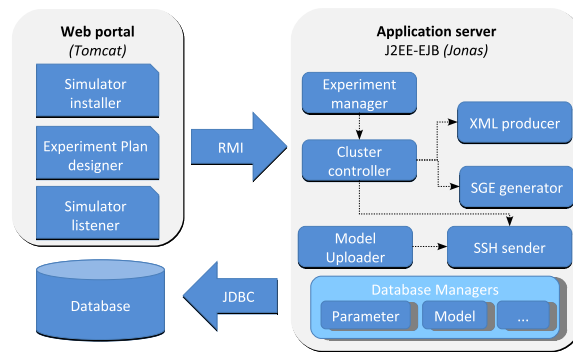 Web portal
(Tomcat)
Simulator
installer
Experiment Plan
designer
Simulator
listener
RMI
Application server
J2EE-EJB (Jonas)
Experiment
manager
Cluster
controller
XML producer
SGE generator
Model
Uploader
SSH sender
Database Managers
Parameter
Model
...
JDBC
Database